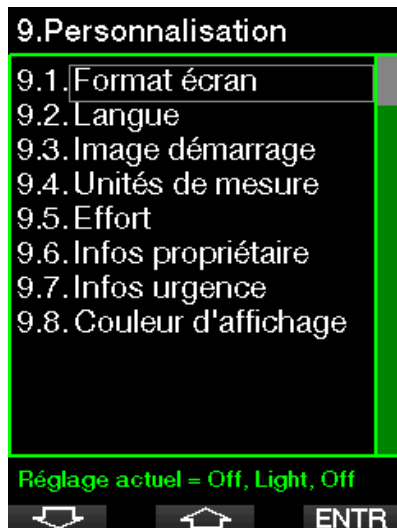 9.Personnalisation
9.1.Format écran
9.2.Langue
9.3.Image démarrage
9.4.Unités de mesure
9.5.Effort
9.6.Infos propriétaire
9.7.Infos urgence
9.8.Couleur d'affichage
Réglage actuel = Off, Light, Off
ENTR